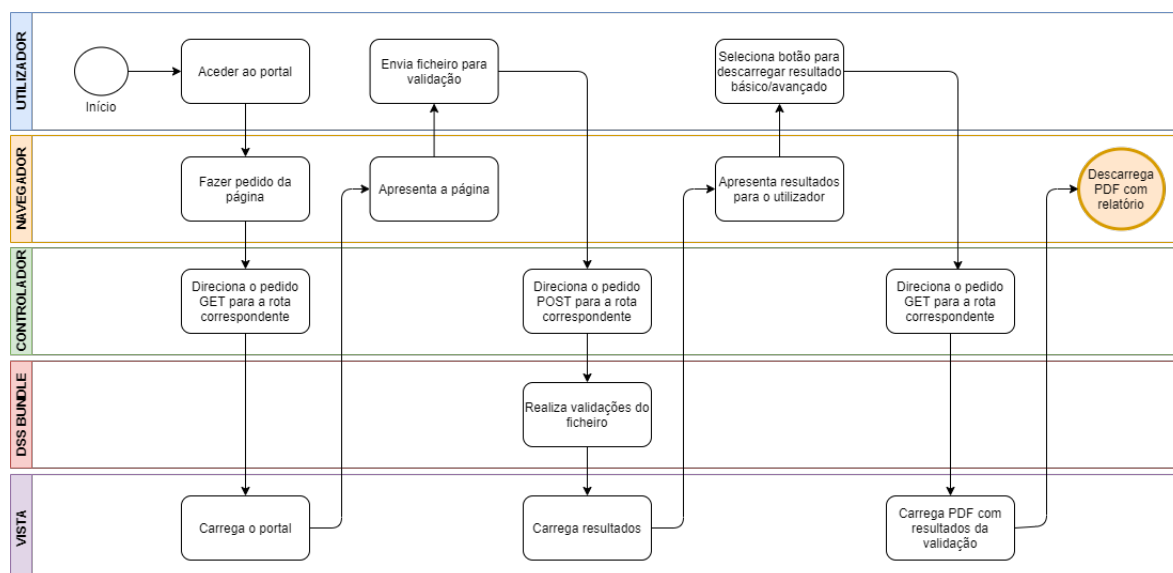 UTILIZADOR
Início
Aceder ao portal
Envia ficheiro para
validação
Seleciona botão para
descarregar resultado
básico/avançado
NAVEGADOR
Fazer pedido da
página
Apresenta a página
Apresenta resultados
para o utilizador
Descarrega
PDF com
relatório
CONTROLADOR
Direciona o pedido
GET para a rota
correspondente
Direciona o pedido
POST para a rota
correspondente
Direciona o pedido
GET para a rota
correspondente
DSS BUNDLE
Realiza validações do
ficheiro
VISTA
Carrega o portal
Carrega resultados
Carrega PDF com
resultados da
validação